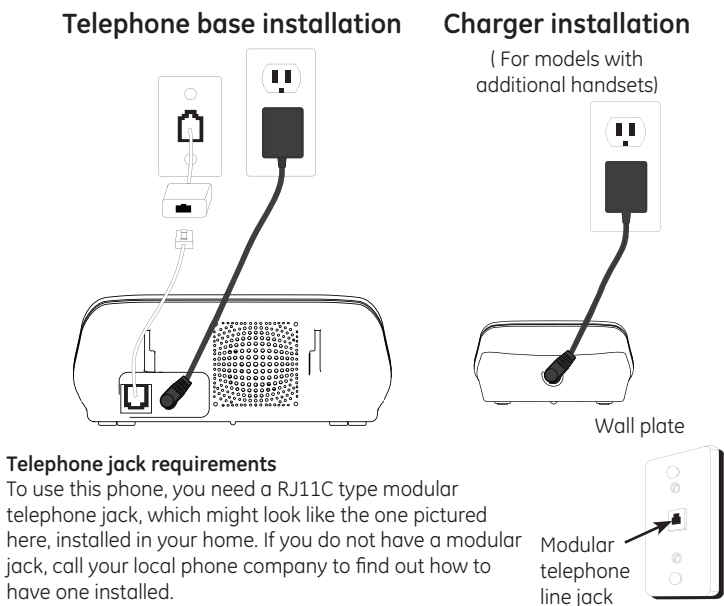 Telephone base installation
Charger installation
( For models with
additional handsets)
Wall plate
Telephone jack requirements
To use this phone, you need a RJ11C type modular
telephone jack, which might look like the one pictured
here, installed in your home. If you do not have a modular
jack, call your local phone company to find out how to
have one installed.
Modular
telephone
line jack